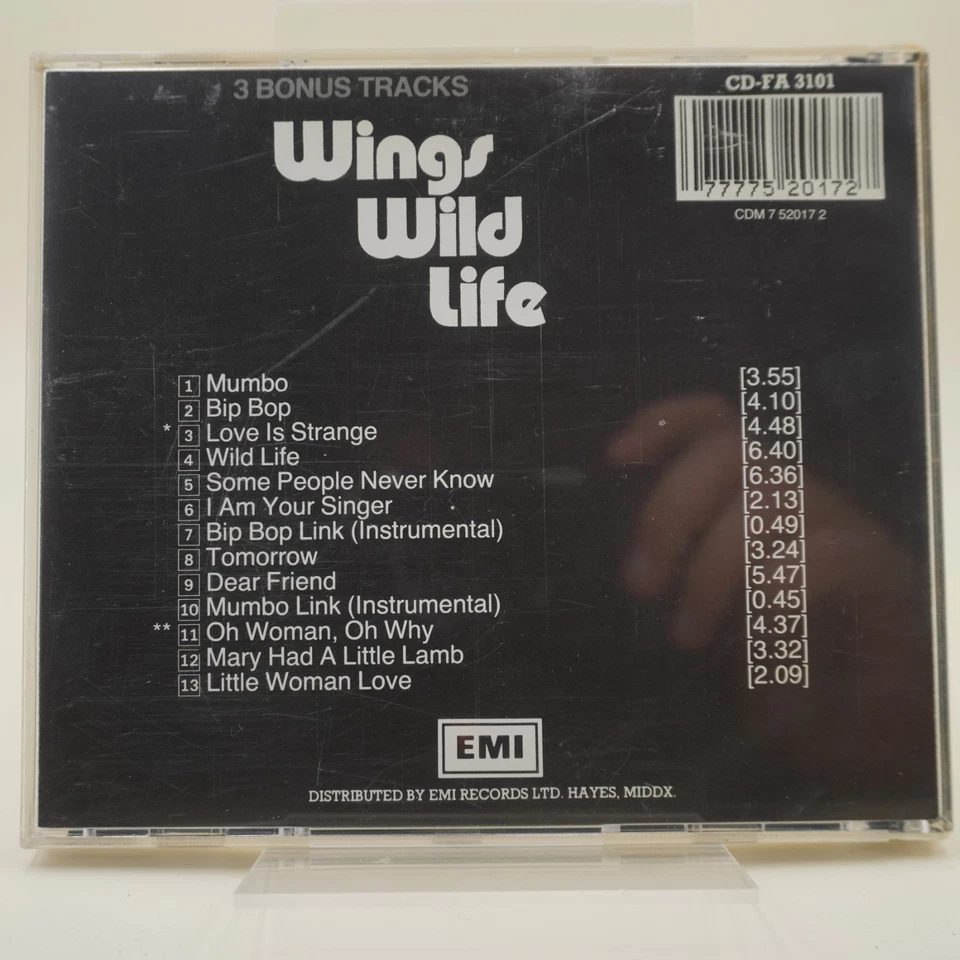 3 BONUS TRACKS
CD-FA 3101
Wings
Wild
Life
77775 20172
CDM 7 52017 2
1 Mumbo [3.55]
2 Bip Bop [4.10]
* 3 Love Is Strange [4.48]
4 Wild Life [6.40]
5 Some People Never Know [6.36]
6 I Am Your Singer [2.13]
7 Bip Bop Link (Instrumental) [0.49]
8 Tomorrow [3.24]
9 Dear Friend [5.47]
10 Mumbo Link (Instrumental) [0.45]
** 11 Oh Woman, Oh Why [4.37]
12 Mary Had A Little Lamb [3.32]
13 Little Woman Love [2.09]
EMI
DISTRIBUTED BY EMI RECORDS LTD. HAYES, MIDDX.